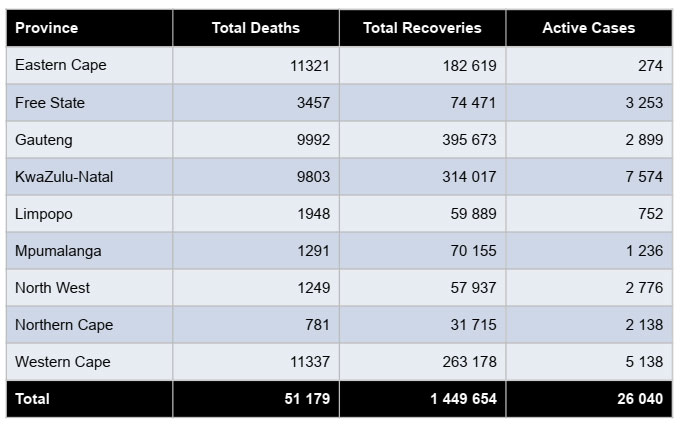 Province Total Deaths Total Recoveries Active Cases
Eastern Cape 11321 182 619 274
Free State 3457 74 471 3 253
Gauteng 9992 395 673 2 899
KwaZulu-Natal 9803 314 017 7 574
Limpopo 1948 59 889 752
Mpumalanga 1291 70 155 1 236
North West 1249 57 937 2 776
Northern Cape 781 31 715 2 138
Western Cape 11337 263 178 5 138
Total 51 179 1 449 654 26 040